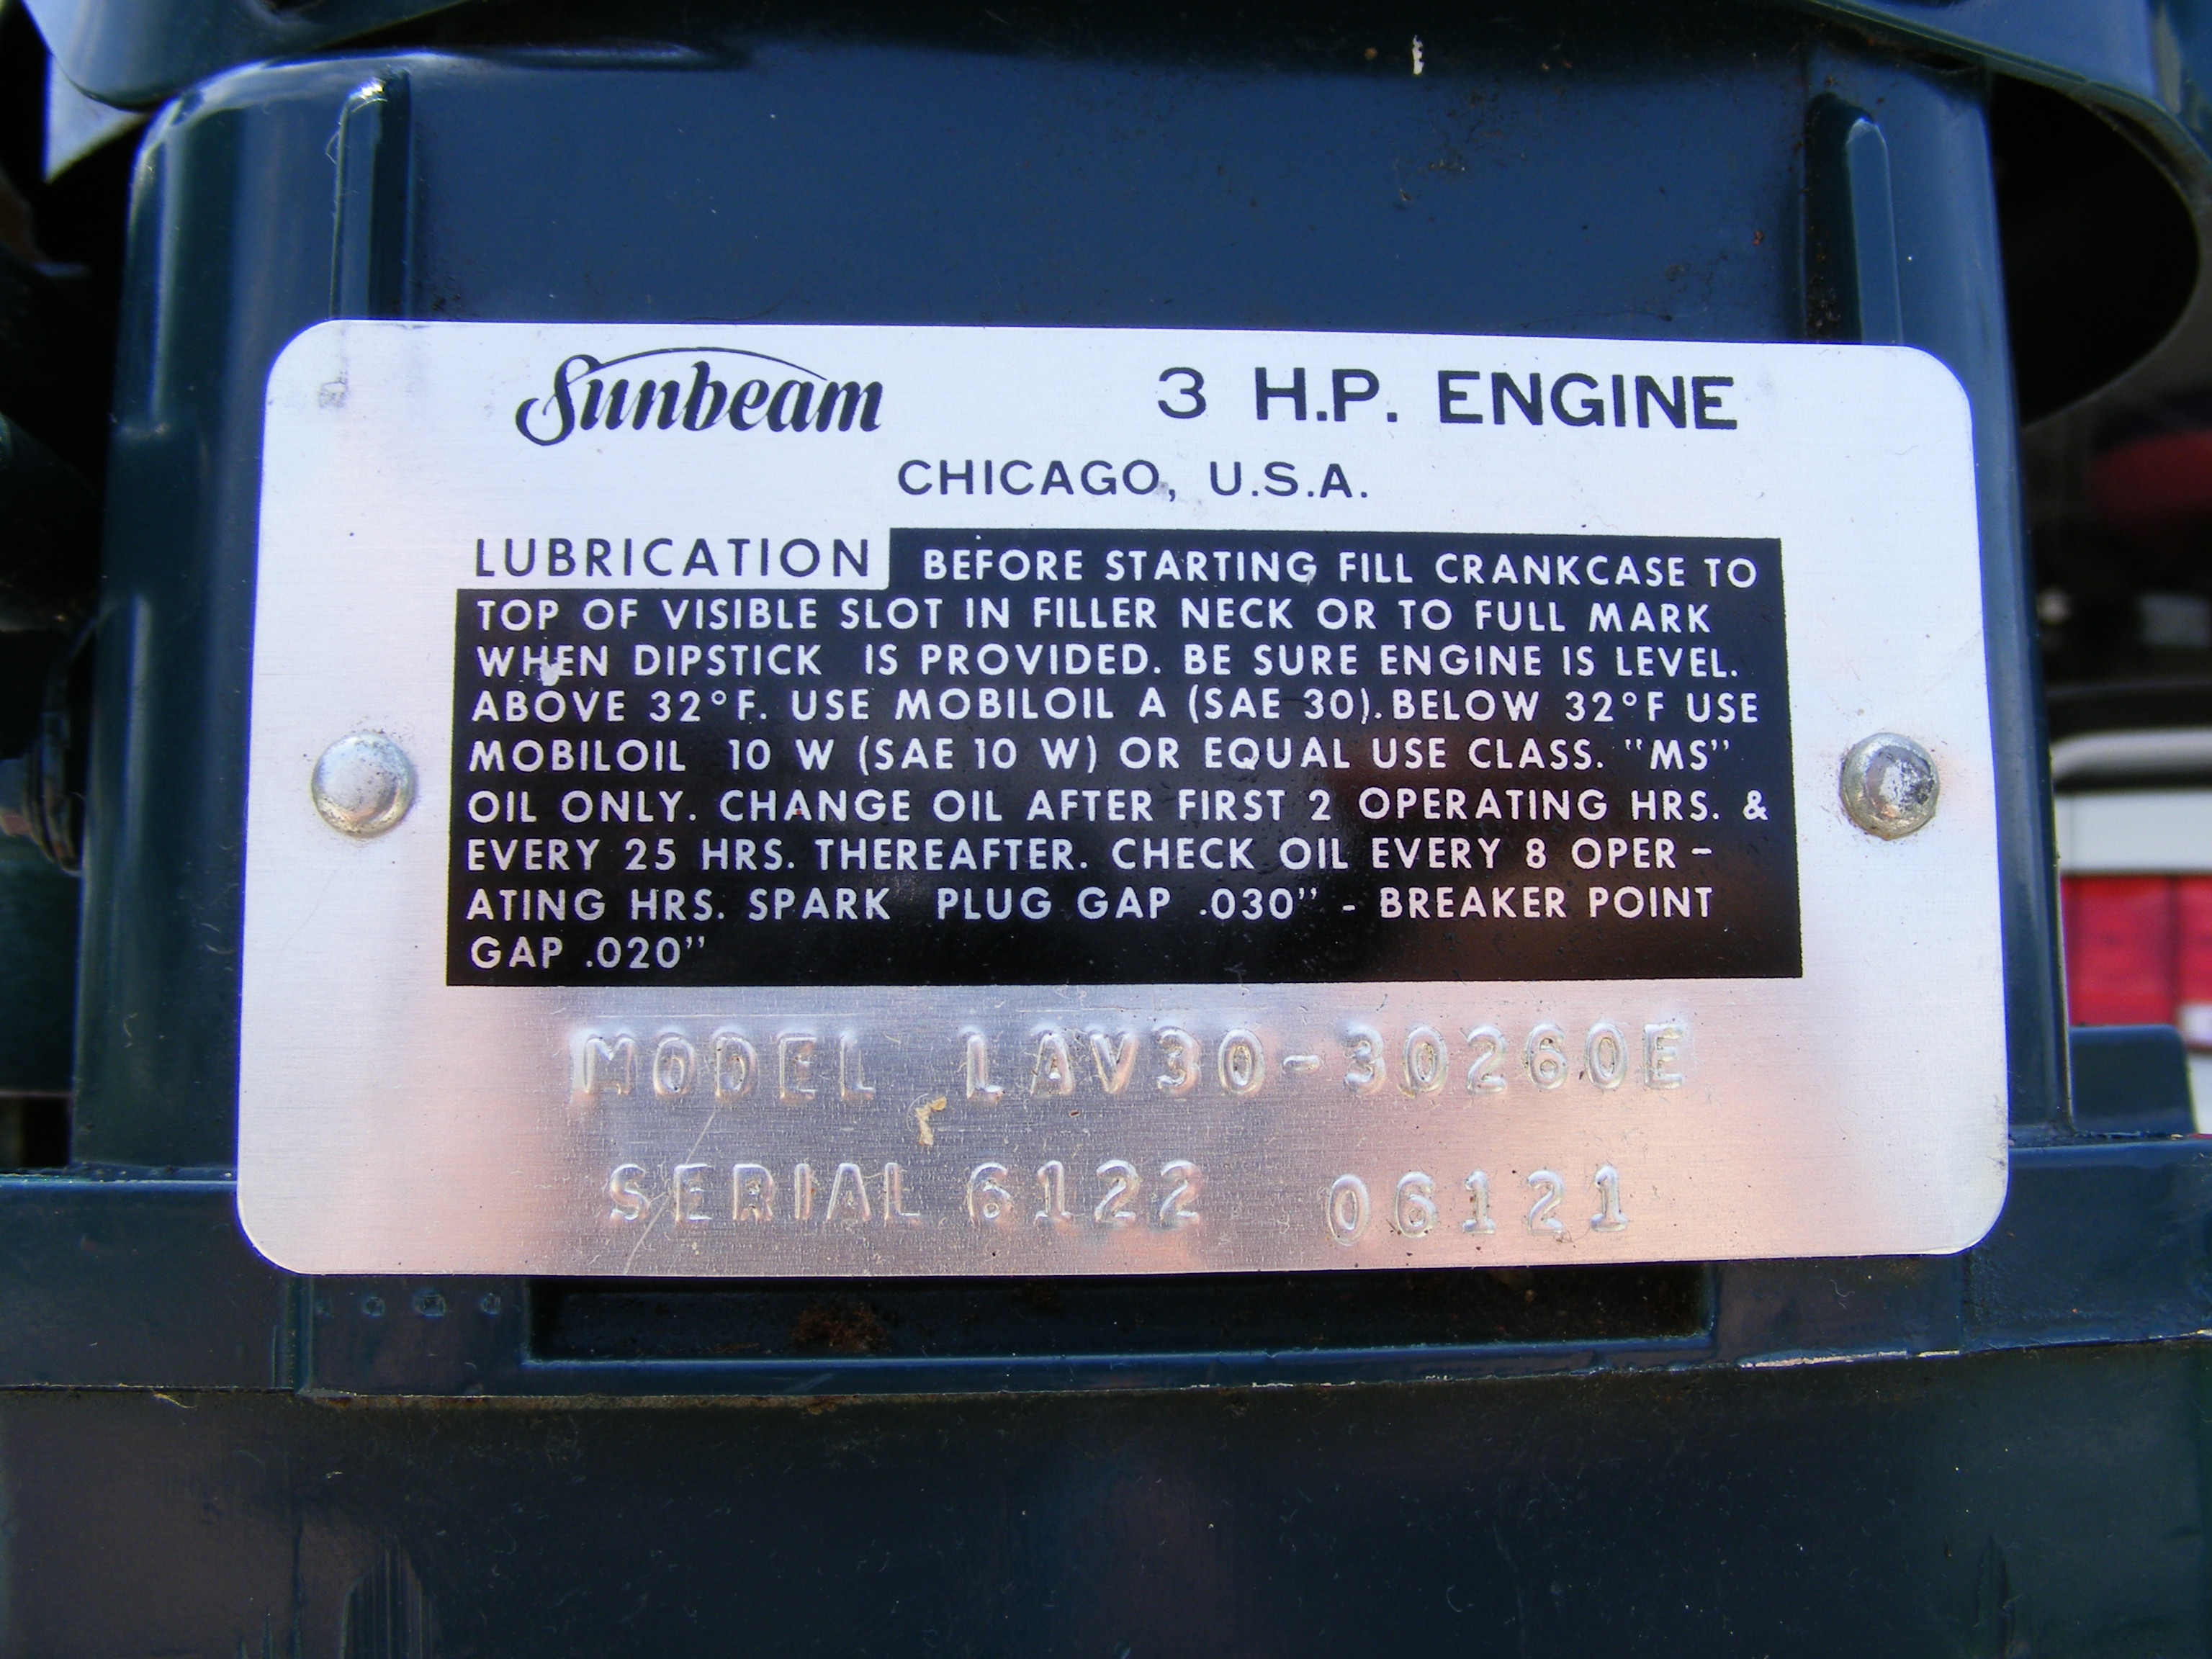 Sunbeam 3 H.P. ENGINE
CHICAGO, U.S.A.
LUBRICATION BEFORE STARTING FILL CRANKCASE TO
TOP OF VISIBLE SLOT IN FILLER NECK OR TO FULL MARK
WHEN DIPSTICK IS PROVIDED. BE SURE ENGINE IS LEVEL.
ABOVE 32°F. USE MOBILOIL A (SAE 30). BELOW 32°F USE
MOBILOIL 10 W (SAE 10 W) OR EQUAL USE CLASS. "MS"
OIL ONLY. CHANGE OIL AFTER FIRST 2 OPERATING HRS. &
EVERY 25 HRS. THEREAFTER. CHECK OIL EVERY 8 OPER-
ATING HRS. SPARK PLUG GAP .030" - BREAKER POINT
GAP .020"
MODEL LAV30-30260E
SERIAL 6122 06121